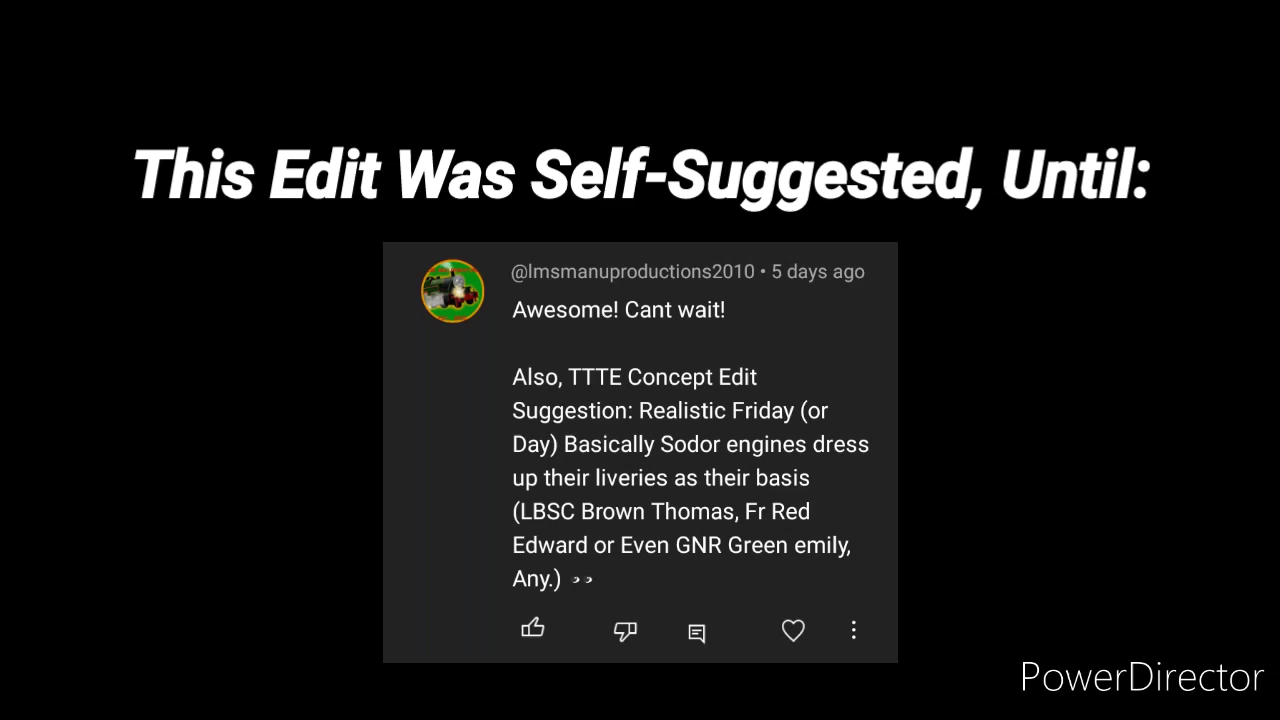 This Edit Was Self-Suggested, Until:
@lmsmanuproductions2010 • 5 days ago
Awesome! Cant wait!
Also, TTTE Concept Edit
Suggestion: Realistic Friday (or
Day) Basically Sodor engines dress
up their liveries as their basis
(LBSC Brown Thomas, Fr Red
Edward or Even GNR Green emily,
Any.) 👀
PowerDirector